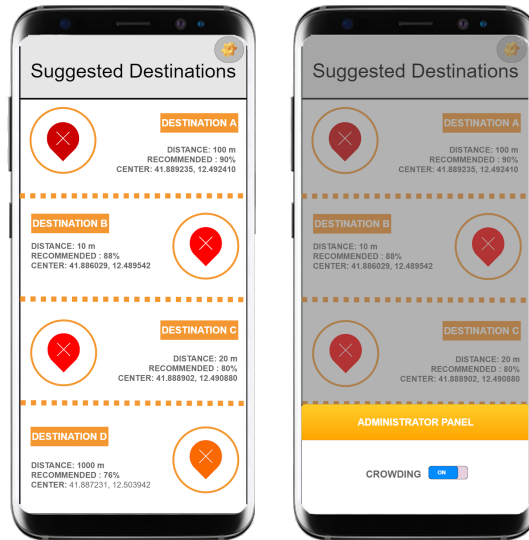 Suggested Destinations
DESTINATION A
DISTANCE: 100 m
RECOMMENDED : 90%
CENTER: 41.889235, 12.492410
DESTINATION B
DISTANCE: 10 m
RECOMMENDED : 88%
CENTER: 41.886029, 12.489542
DESTINATION C
DISTANCE: 20 m
RECOMMENDED : 80%
CENTER: 41.888902, 12.490880
DESTINATION D
DISTANCE: 1000 m
RECOMMENDED : 76%
CENTER: 41.887231, 12.503942
Suggested Destinations
DESTINATION A
DISTANCE: 100 m
RECOMMENDED : 90%
CENTER: 41.889235, 12.492410
DESTINATION B
DISTANCE: 10 m
RECOMMENDED : 88%
CENTER: 41.886029, 12.489542
DESTINATION C
DISTANCE: 20 m
RECOMMENDED : 80%
CENTER: 41.888902, 12.490880
ADMINISTRATOR PANEL
CROWDING ON